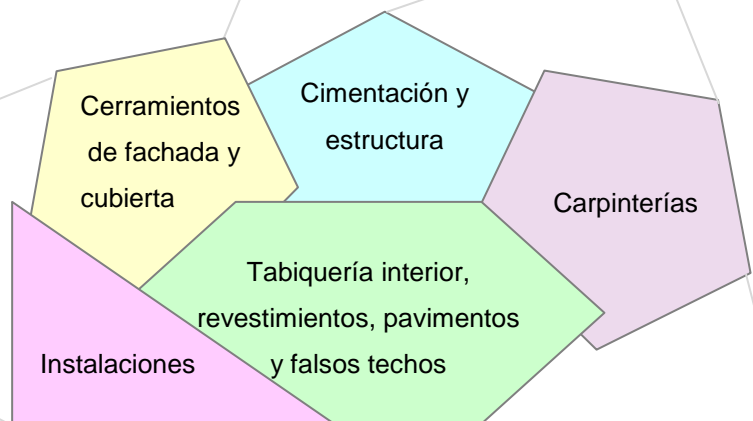 Cerramientos
de fachada y
cubierta
Cimentación y
estructura
Carpinterías
Tabiquería interior,
revestimientos, pavimentos
y falsos techos
Instalaciones